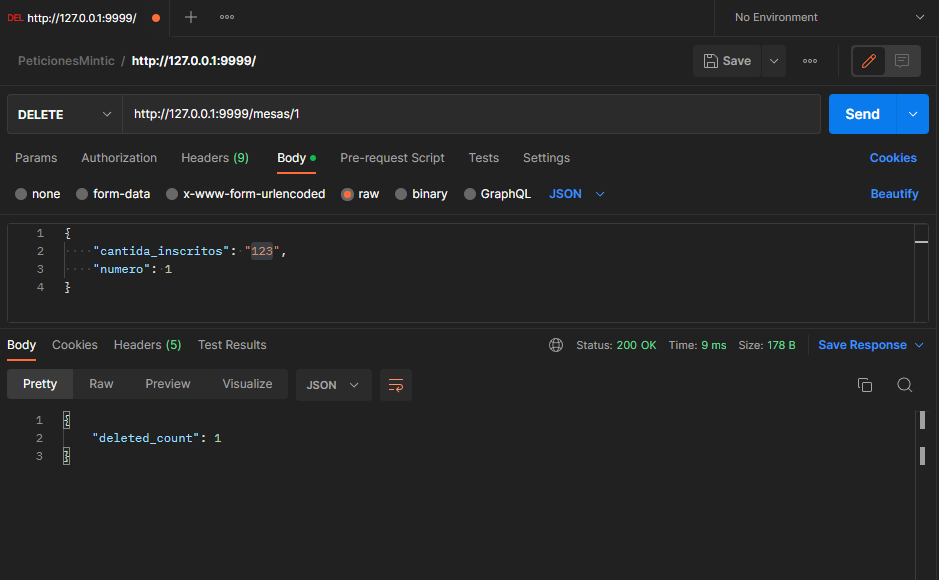 DEL http://127.0.0.1:9999/ No Environment
PeticionesMintic / http://127.0.0.1:9999/ Save
DELETE http://127.0.0.1:9999/mesas/1 Send
Params Authorization Headers (9) Body Pre-request Script Tests Settings Cookies
none form-data x-www-form-urlencoded raw binary GraphQL JSON Beautify
1 {
2 "cantida_inscritos": "123",
3 "numero": 1
4 }
Body Cookies Headers (5) Test Results Status: 200 OK Time: 9 ms Size: 178 B Save Response
Pretty Raw Preview Visualize JSON
1 {
2 "deleted_count": 1
3 }